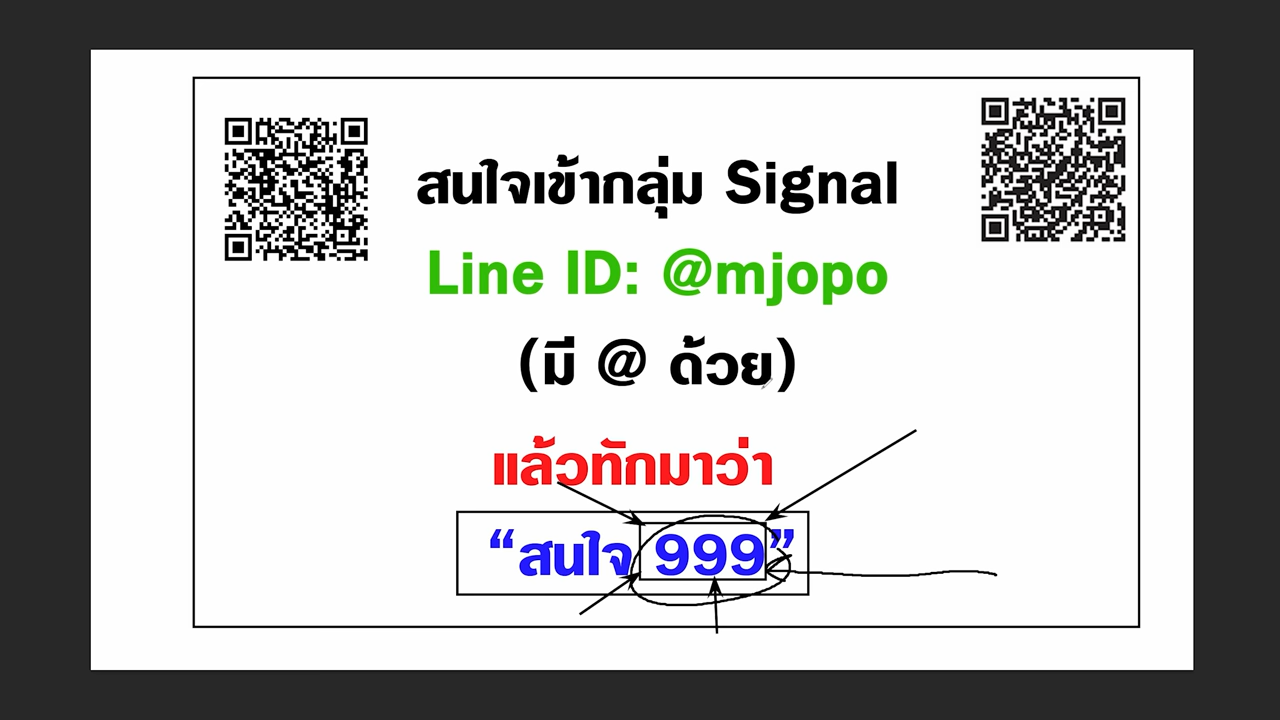 สนใจเข้ากลุ่ม Signal
Line ID: @mjopo
(มี @ ด้วย)
แล้วทักมาว่า
“สนใจ 999”